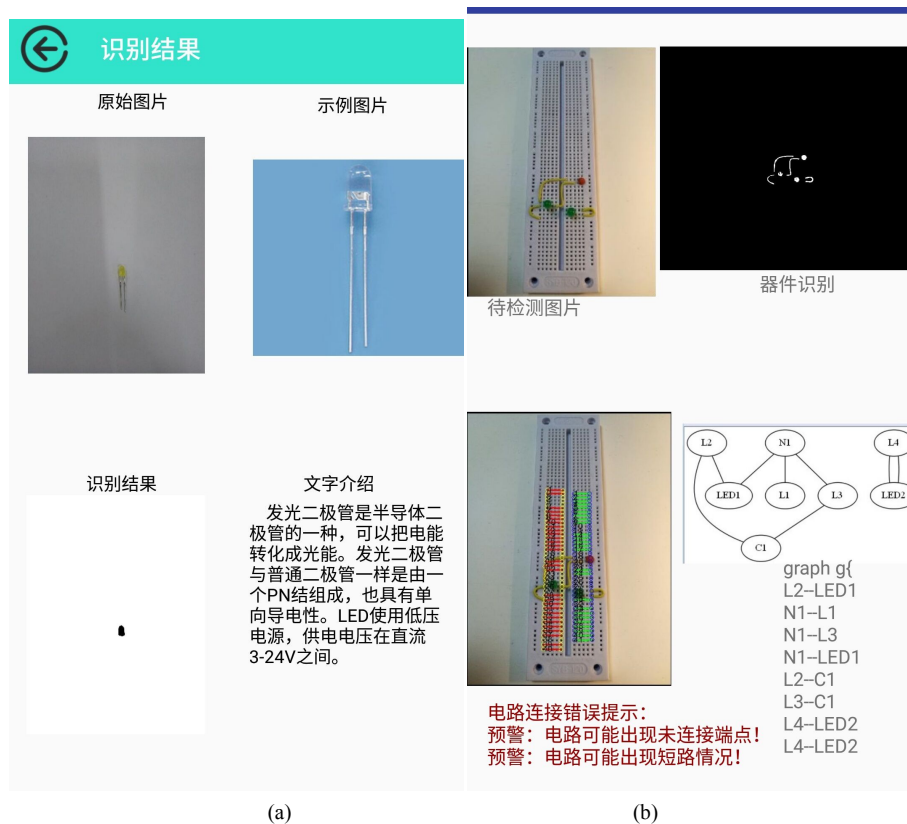 识别结果
原始图片
示例图片
识别结果
文字介绍
发光二极管是半导体二
极管的一种，可以把电能
转化成光能。发光二极管
与普通二极管一样是由一
个PN结组成，也具有单
向导电性。LED使用低压
电源，供电电压在直流
3-24V之间。
(a)
待检测图片
器件识别
L2
N1
L4
LED1
L1
L3
LED2
C1
graph g{
L2--LED1
N1--L1
N1--L3
N1--LED1
L2--C1
L3--C1
L4--LED2
L4--LED2
电路连接错误提示：
预警：电路可能出现未连接端点！
预警：电路可能出现短路情况！
(b)